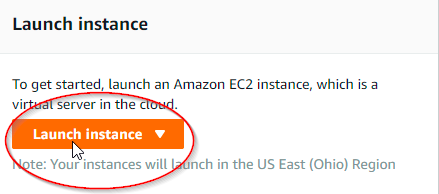 Launch instance
To get started, launch an Amazon EC2 instance, which is a
virtual server in the cloud.
Launch instance
Note: Your instances will launch in the US East (Ohio) Region